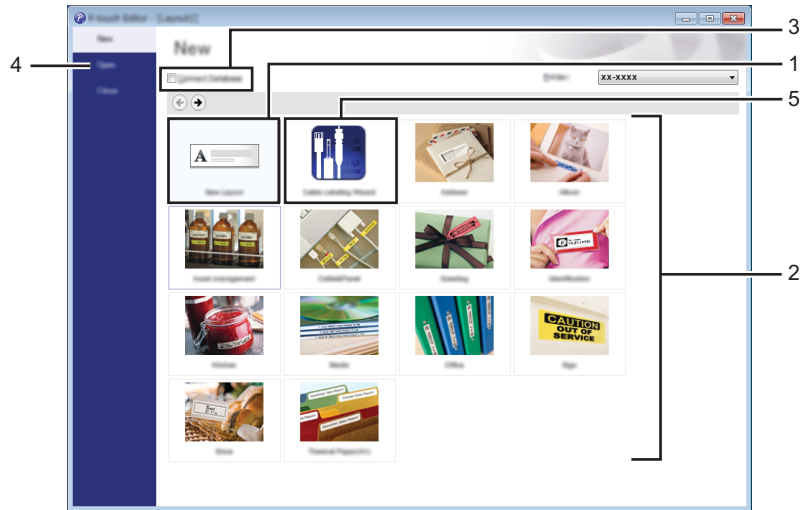 P-touch Editor - [Layout1]
3
New
New
4
Open
Connect Database
Printer:
xx-xxxx
1
Close
5
A
New Layout
Cable Labeling Wizard
Address
Album
2
Asset management
Cable&Panel
Greeting
Identification
CAUTION
OUT OF
SERVICE
Kitchen
Media
Office
Sign
Store
Thermal Paper(A4)